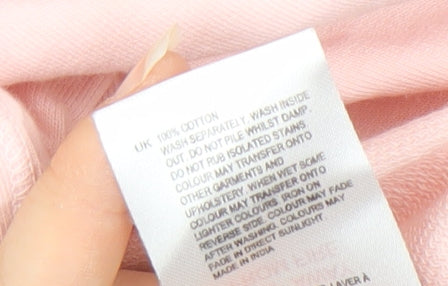 UK 100% COTTON
WASH SEPARATELY. WASH INSIDE
OUT. DO NOT PILE WHILST DAMP.
DO NOT RUB ISOLATED STAINS
COLOUR MAY TRANSFER ONTO
OTHER GARMENTS AND
UPHOLSTERY. WHEN WET SOME
COLOUR MAY TRANSFER ONTO
LIGHTER COLOURS. IRON ON
REVERSE SIDE. COLOUR MAY FADE
AFTER WASHING. COLOURS MAY
FADE IN DIRECT SUNLIGHT
MADE IN INDIA
LAVER À